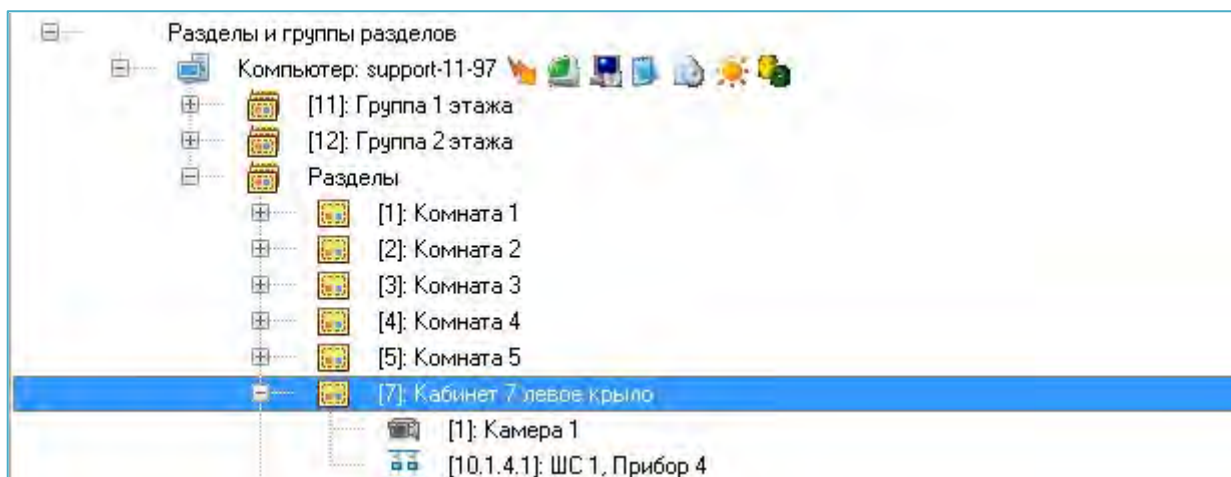 Разделы и группы разделов
Компьютер: support-11-97
[11]: Группа 1 этажа
[12]: Группа 2 этажа
Разделы
[1]: Комната 1
[2]: Комната 2
[3]: Комната 3
[4]: Комната 4
[5]: Комната 5
[7]: Кабинет 7 левое крыло
[1]: Камера 1
[10.1.4.1]: ШС 1, Прибор 4